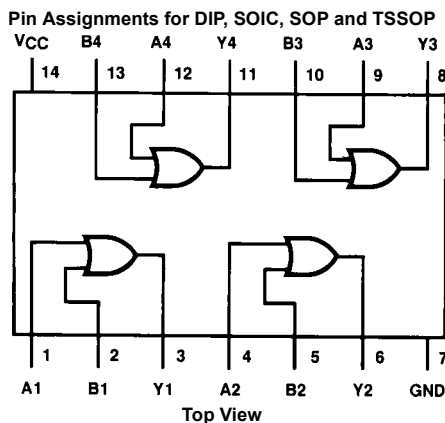 Pin Assignments for DIP, SOIC, SOP and TSSOP
VCC B4 A4 Y4 B3 A3 Y3
14 13 12 11 10 9 8
1 2 3 4 5 6 7
A1 B1 Y1 A2 B2 Y2 GND
Top View